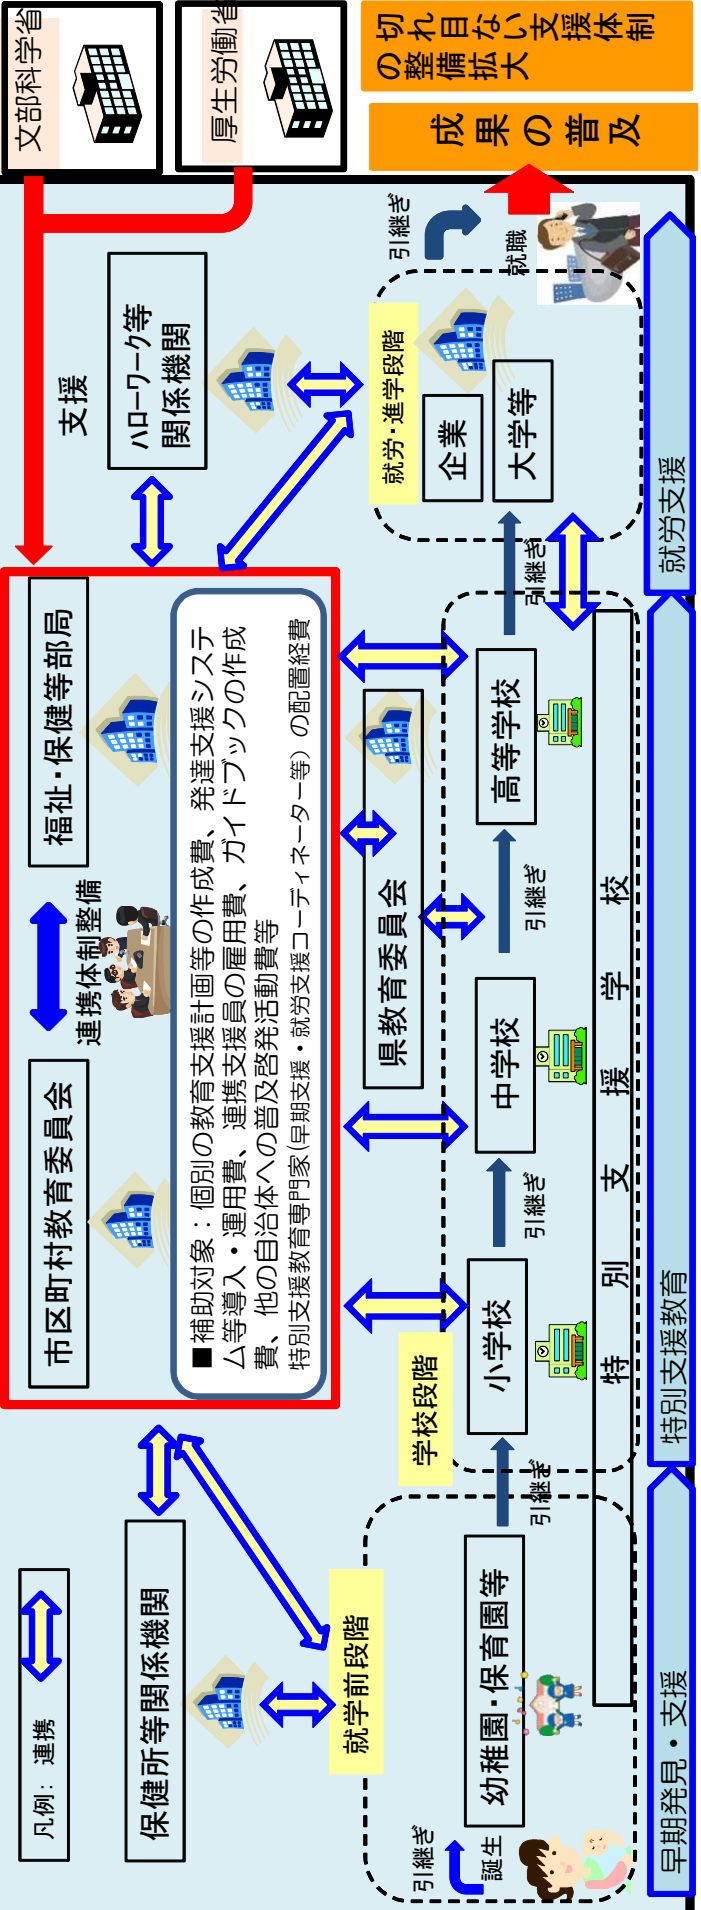 凡例： 連携
文部科学省
厚生労働省
支援
市区町村教育委員会
連携体制整備
福祉・保健等部局
保健所等関係機関
ハローワーク等
関係機関
■補助対象：個別の教育支援計画等の作成費、発達支援システ
ム等導入・運用費、連携支援員の雇用費、ガイドブックの作成
費、他の自治体への普及啓発活動費等
特別支援教育専門家(早期支援・就労支援コーディネーター等）の配置経費
県教育委員会
就学前段階
学校段階
就労・進学段階
引継ぎ
誕生
幼稚園・保育園等
引継ぎ
小学校
引継ぎ
中学校
引継ぎ
高等学校
引継ぎ
企業
大学等
引継ぎ
就職
特別支援学校
早期発見・支援
特別支援教育
就労支援
切れ目ない支援体制
の整備拡大
成果の普及